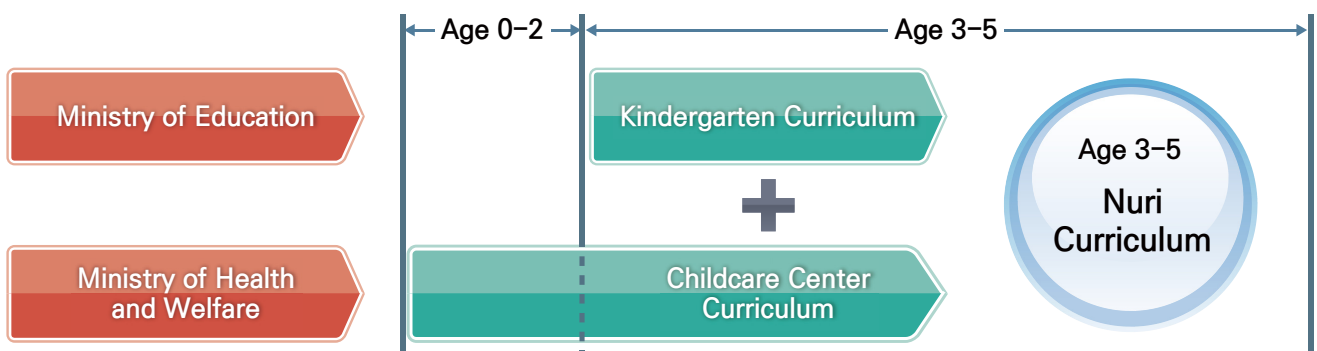 Age 0–2
Age 3–5
Ministry of Education
Kindergarten Curriculum
Age 3–5
Nuri
Curriculum
Ministry of Health
and Welfare
Childcare Center
Curriculum